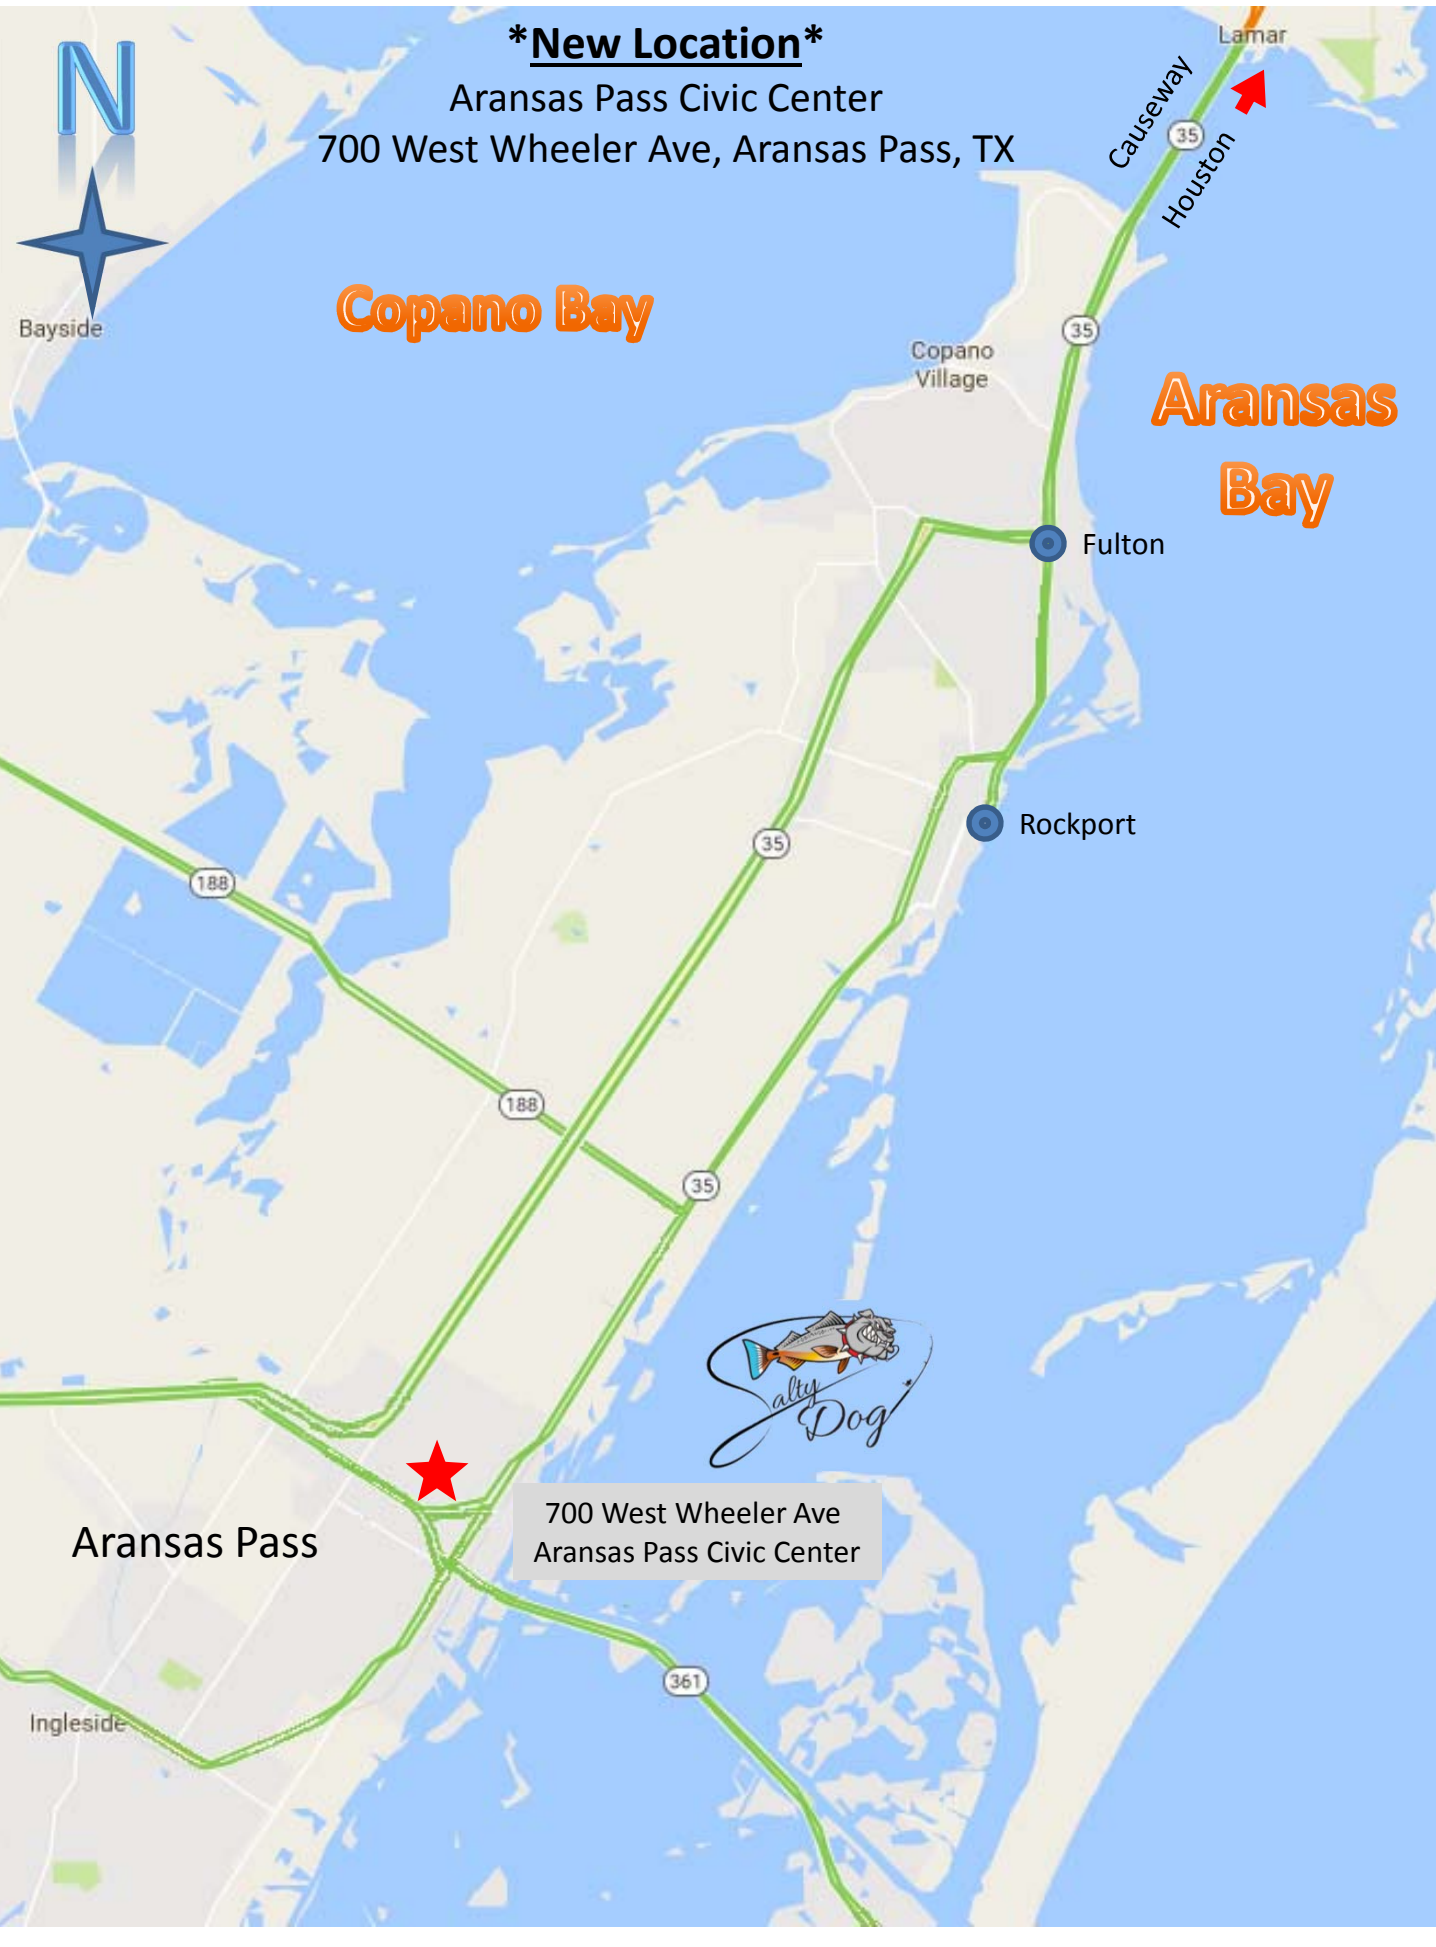 N
*New Location*
Aransas Pass Civic Center
700 West Wheeler Ave, Aransas Pass, TX
Lamar
Causeway
35
Houston
Bayside
Copano Bay
35
Copano
Village
Aransas
Bay
Fulton
Rockport
35
188
188
35
Salty
Dog
700 West Wheeler Ave
Aransas Pass Civic Center
Aransas Pass
361
Ingleside